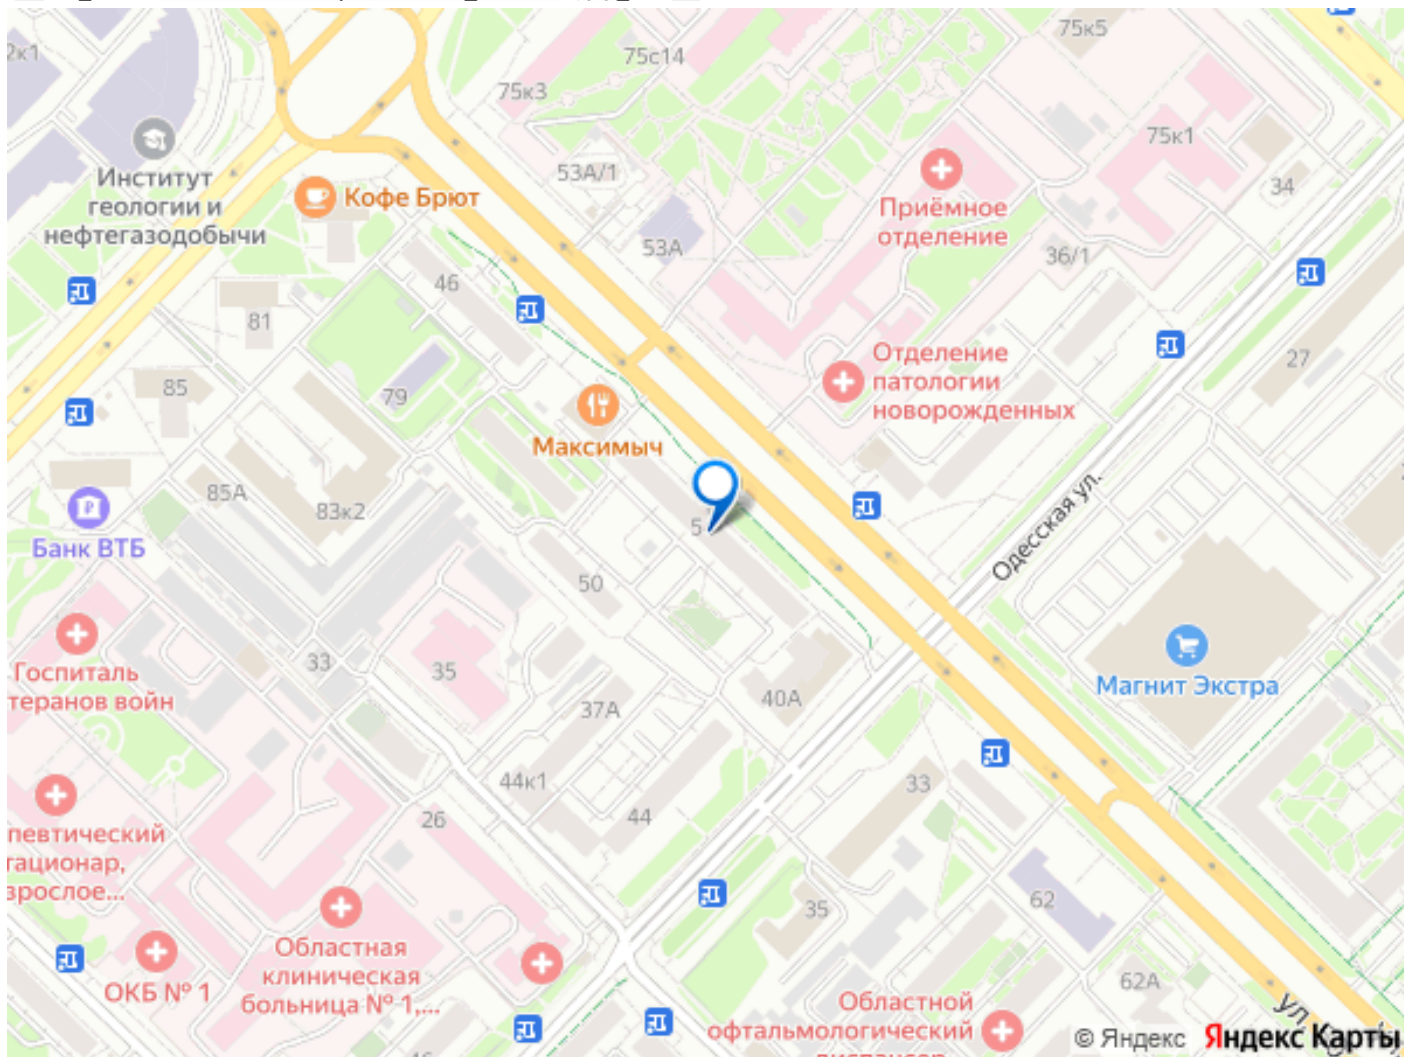 75к5
2к1
75с14
75к3
75к1
Институт
геологии и
нефтегазодобычи
53А/1
34
Кофе Брют
Приёмное
отделение
53А
36/1
46
81
27
Отделение
патологии
новорожденных
85
79
Максимыч
85А
83к2
5
Одесская ул.
Банк ВТБ
50
Госпиталь
теранов войн
33
35
Магнит Экстра
40А
37А
44к1
33
44
26
певтический
тационар,
зрослое...
62
35
Областная
клиническая
больница № 1,...
ОКБ № 1
62А
Областной
офтальмологический
ул.
© Яндекс Яндекс Карты